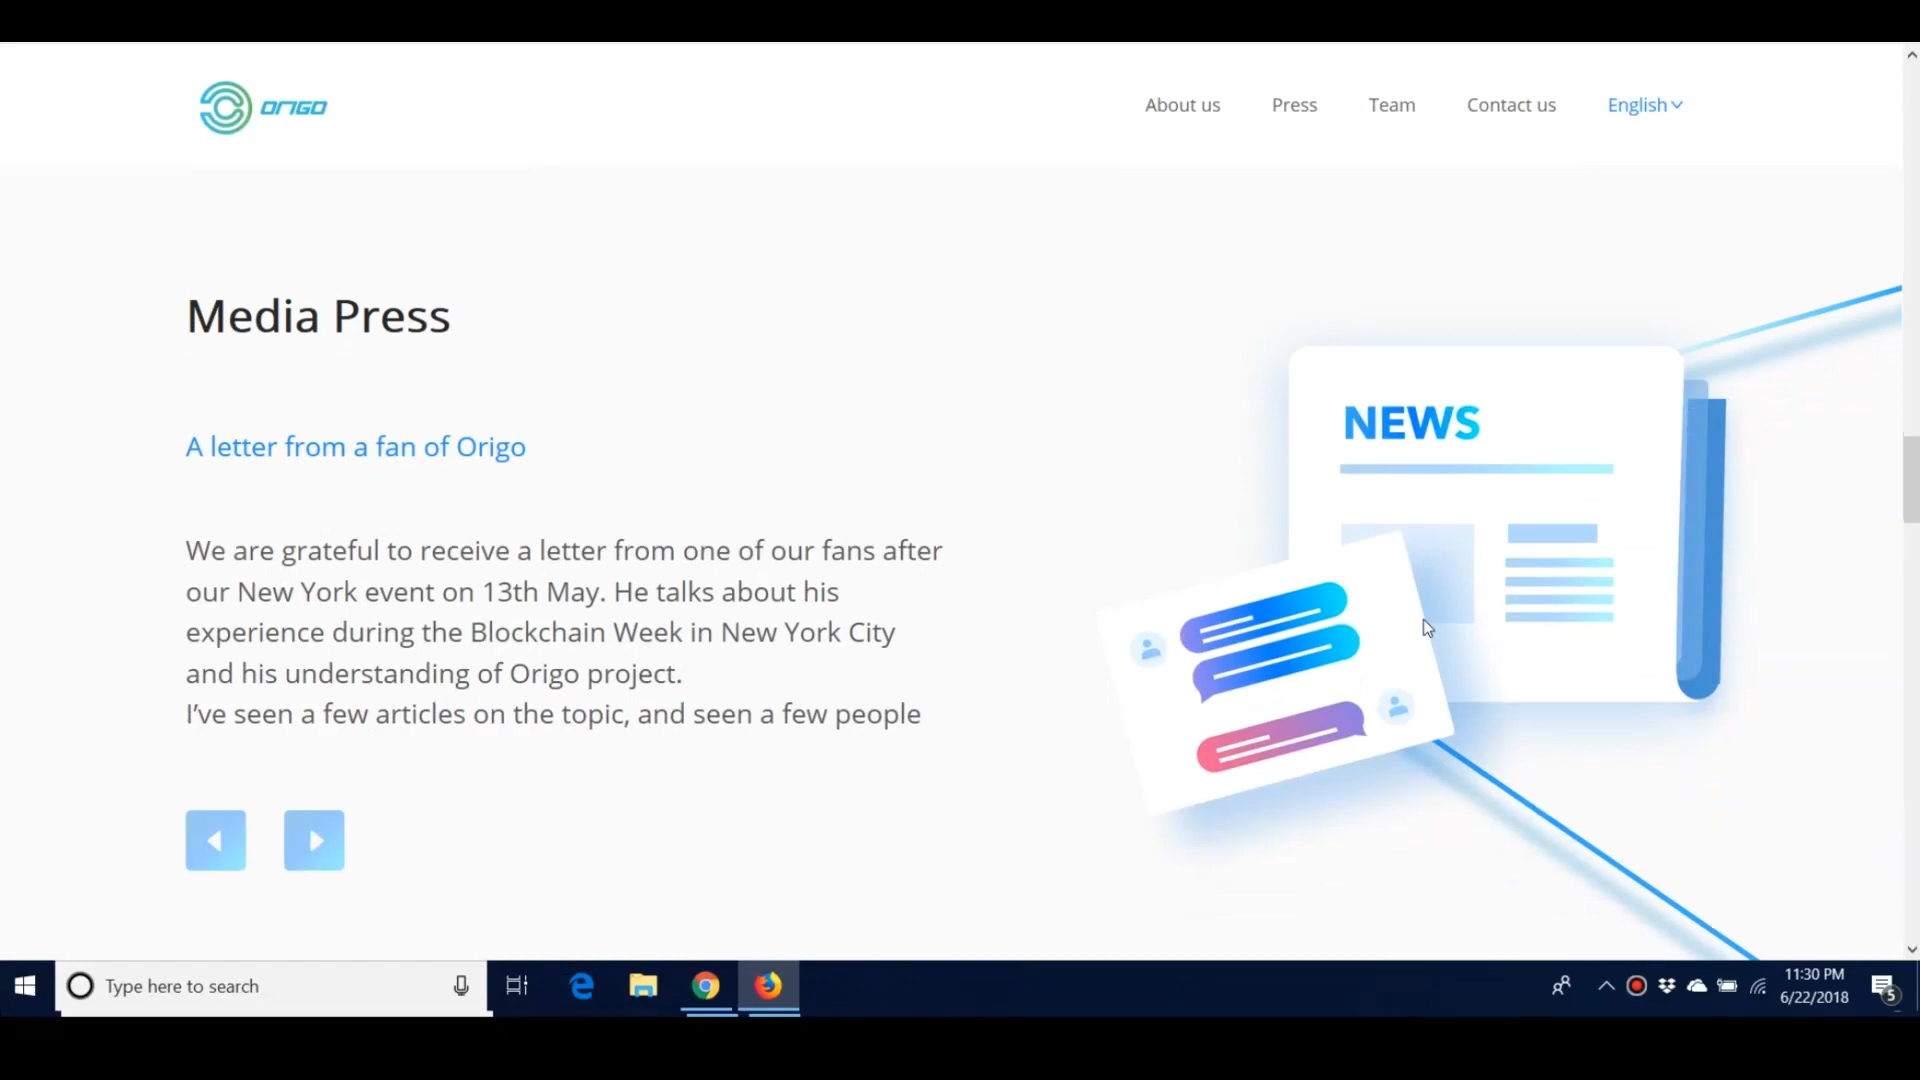 ORIGO
About us
Press
Team
Contact us
English
Media Press
NEWS
A letter from a fan of Origo
We are grateful to receive a letter from one of our fans after
our New York event on 13th May. He talks about his
experience during the Blockchain Week in New York City
and his understanding of Origo project.
I’ve seen a few articles on the topic, and seen a few people
Type here to search
11:30 PM
6/22/2018
5